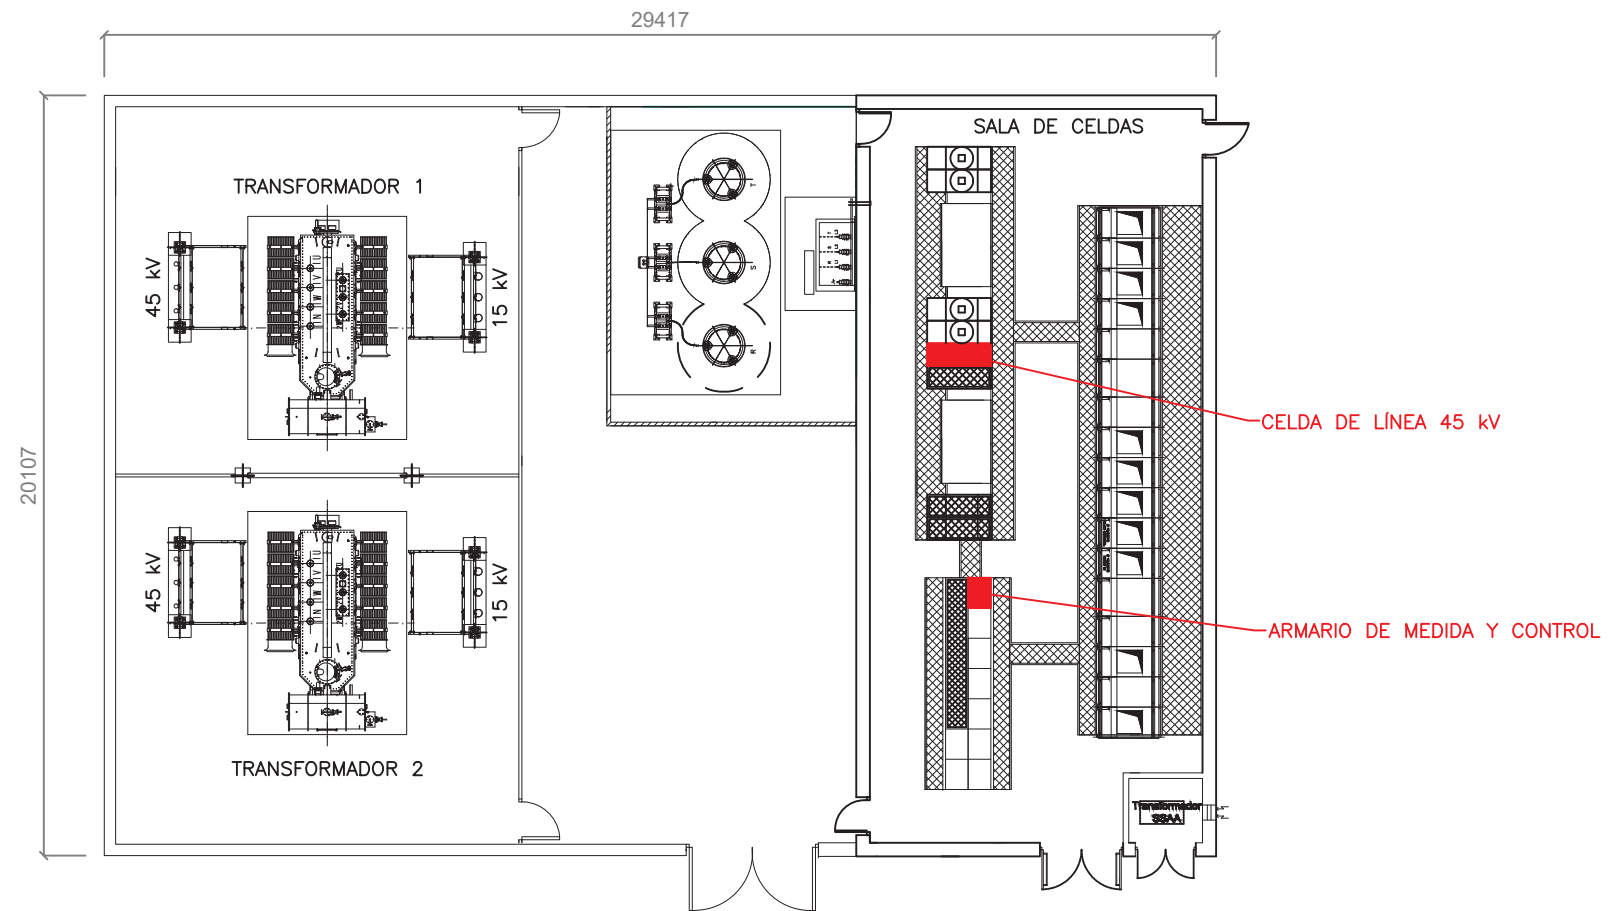 29417
20107
SALA DE CELDAS
TRANSFORMADOR 1
45 kV
15 kV
T
S
R
CELDA DE LÍNEA 45 kV
45 kV
15 kV
ARMARIO DE MEDIDA Y CONTROL
TRANSFORMADOR 2
Transformador
SSAA